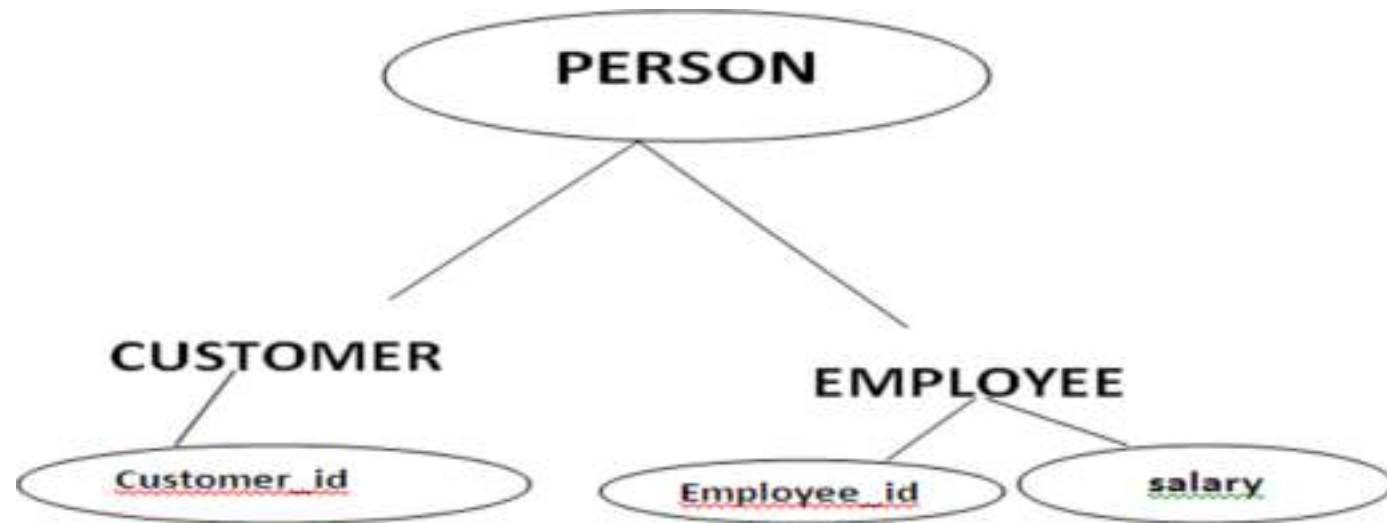 PERSON
CUSTOMER
EMPLOYEE
Customer_id
Employee_id
salary